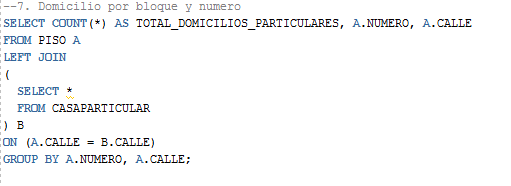 --7. Domicilio por bloque y numero
SELECT COUNT(*) AS TOTAL_DOMICILIOS_PARTICULARES, A.NUMERO, A.CALLE
FROM PISO A
LEFT JOIN
(
  SELECT *
  FROM CASAPARTICULAR
) B
ON (A.CALLE = B.CALLE)
GROUP BY A.NUMERO, A.CALLE;